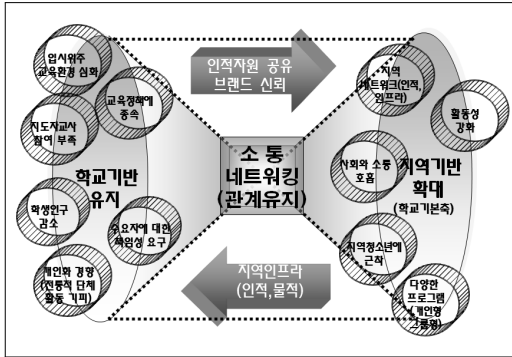 입시위주
교육환경 심화
교육정책에
종속
지도자교사
참여 부족
학교기반
유지
학생인구
감소
수요자에 대한
책임성 요구
개인화 경향
(전통적 단체
활동 기피)
인적자원 공유
브랜드 신뢰
소 통
네트워킹
(관계유지)
지역인프라
(인적,물적)
지역
네트워크(인적,
인프라)
활동성
강화
사회와 소통
호흡
지역기반
확대
(학교기본축)
지역청소년에
근착
다양한
프로그램
(개인형
그룹형)